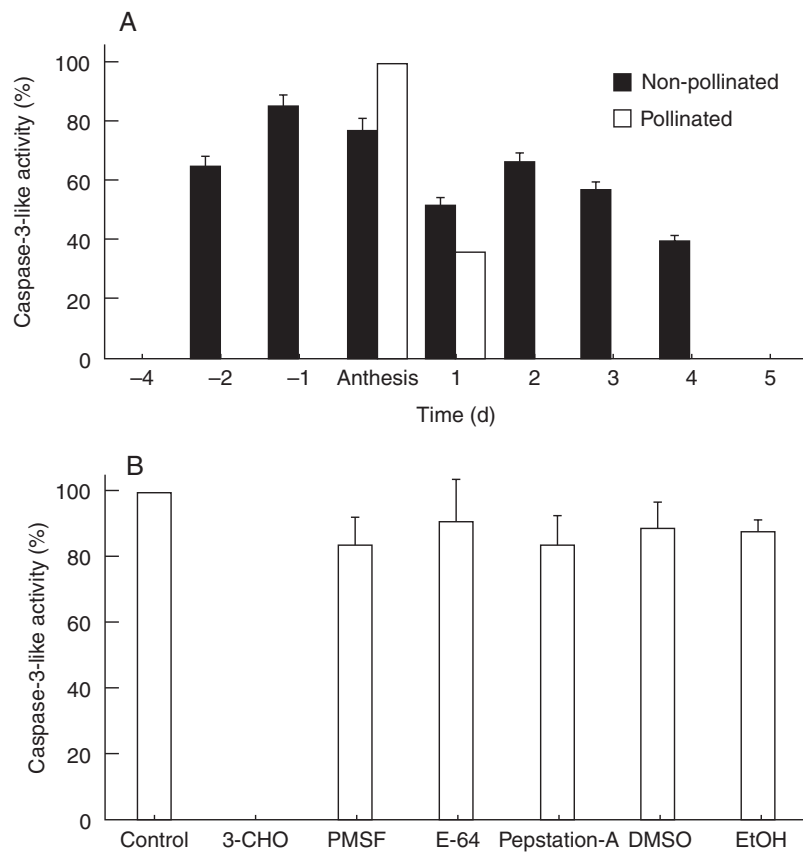 A
Caspase-3-like activity (%)
100
80
60
40
20
0
Non-pollinated
Pollinated
–4 –2 –1 Anthesis 1 2 3 4 5
Time (d)
B
Caspase-3-like activity (%)
100
80
60
40
20
0
Control 3-CHO PMSF E-64 Pepstation-A DMSO EtOH